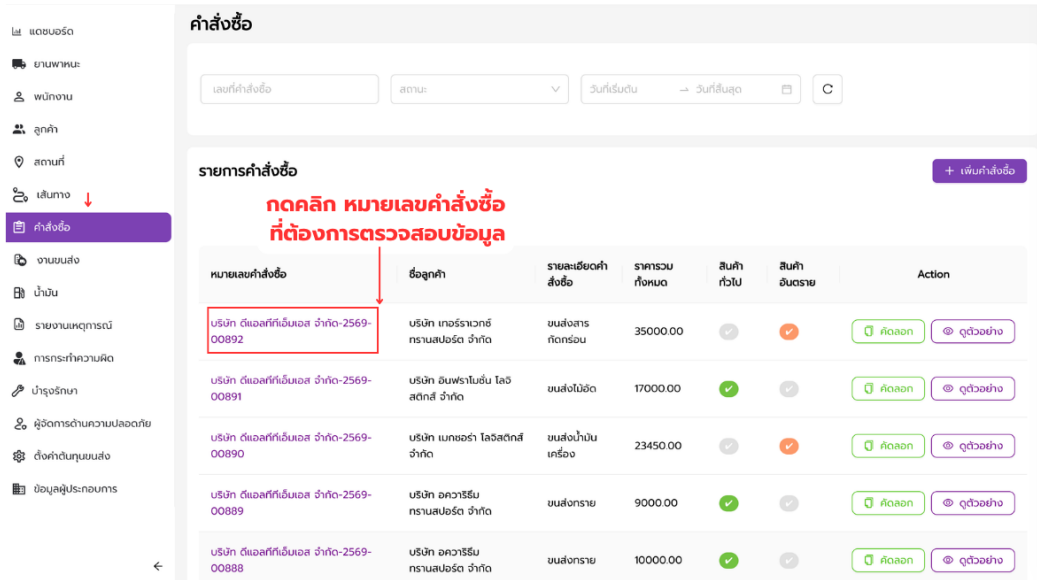 แดชบอร์ด
ยานพาหนะ
พนักงาน
ลูกค้า
สถานที่
เส้นทาง
คำสั่งซื้อ
งานขนส่ง
น้ำมัน
รายงานเหตุการณ์
การกระทำความผิด
บำรุงรักษา
ผู้จัดการด้านความปลอดภัย
ตั้งค่าต้นทุนขนส่ง
ข้อมูลผู้ประกอบการ
คำสั่งซื้อ
เลขที่คำสั่งซื้อ สถานะ วันที่เริ่มต้น → วันที่สิ้นสุด
รายการคำสั่งซื้อ
+ เพิ่มคำสั่งซื้อ
กดคลิก หมายเลขคำสั่งซื้อ
ที่ต้องการตรวจสอบข้อมูล
หมายเลขคำสั่งซื้อ ชื่อลูกค้า รายละเอียดคำ ราคารวม สินค้า สินค้า Action
สั่งซื้อ ทั้งหมด ทั่วไป อันตราย
บริษัท ดีแอลทีทีเอ็มเอส จำกัด-2569- บริษัท เทอร์ราเวกซ์ ขนส่งสาร 35000.00 คัดลอก ดูตัวอย่าง
00892 ทรานสปอร์ต จำกัด กัดกร่อน
บริษัท ดีแอลทีทีเอ็มเอส จำกัด-2569- บริษัท อินฟราโมชั่น โลจิ ขนส่งไม้อัด 17000.00 คัดลอก ดูตัวอย่าง
00891 สติกส์ จำกัด
บริษัท ดีแอลทีทีเอ็มเอส จำกัด-2569- บริษัท เมกซอร่า โลจิสติกส์ ขนส่งน้ำมัน 23450.00 คัดลอก ดูตัวอย่าง
00890 จำกัด เครื่อง
บริษัท ดีแอลทีทีเอ็มเอส จำกัด-2569- บริษัท อควาริธึม ขนส่งทราย 9000.00 คัดลอก ดูตัวอย่าง
00889 ทรานสปอร์ต จำกัด
บริษัท ดีแอลทีทีเอ็มเอส จำกัด-2569- บริษัท อควาริธึม ขนส่งทราย 10000.00 คัดลอก ดูตัวอย่าง
00888 ทรานสปอร์ต จำกัด